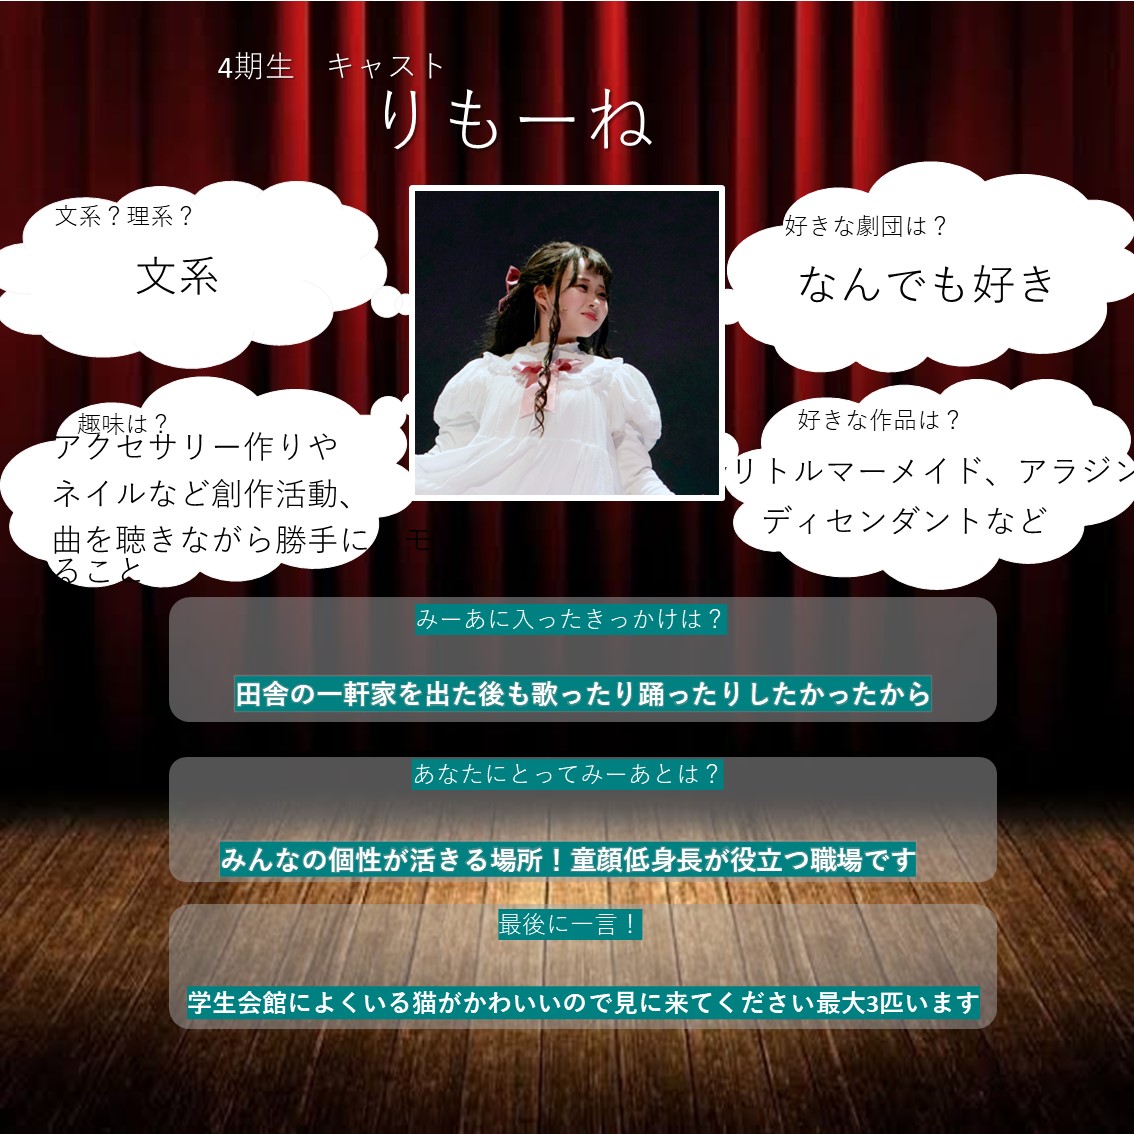 4期生　キャスト
りもーね
文系？理系？
文系
好きな劇団は？
なんでも好き
趣味は？
アクセサリー作りや
ネイルなど創作活動、
曲を聴きながら勝手に
モ
ること
好きな作品は？
リトルマーメイド、アラジン
ディセンダントなど
みーあに入ったきっかけは？
田舎の一軒家を出た後も歌ったり踊ったりしたかったから
あなたにとってみーあとは？
みんなの個性が活きる場所！童顔低身長が役立つ職場です
最後に一言！
学生会館によくいる猫がかわいいので見に来てください最大3匹います